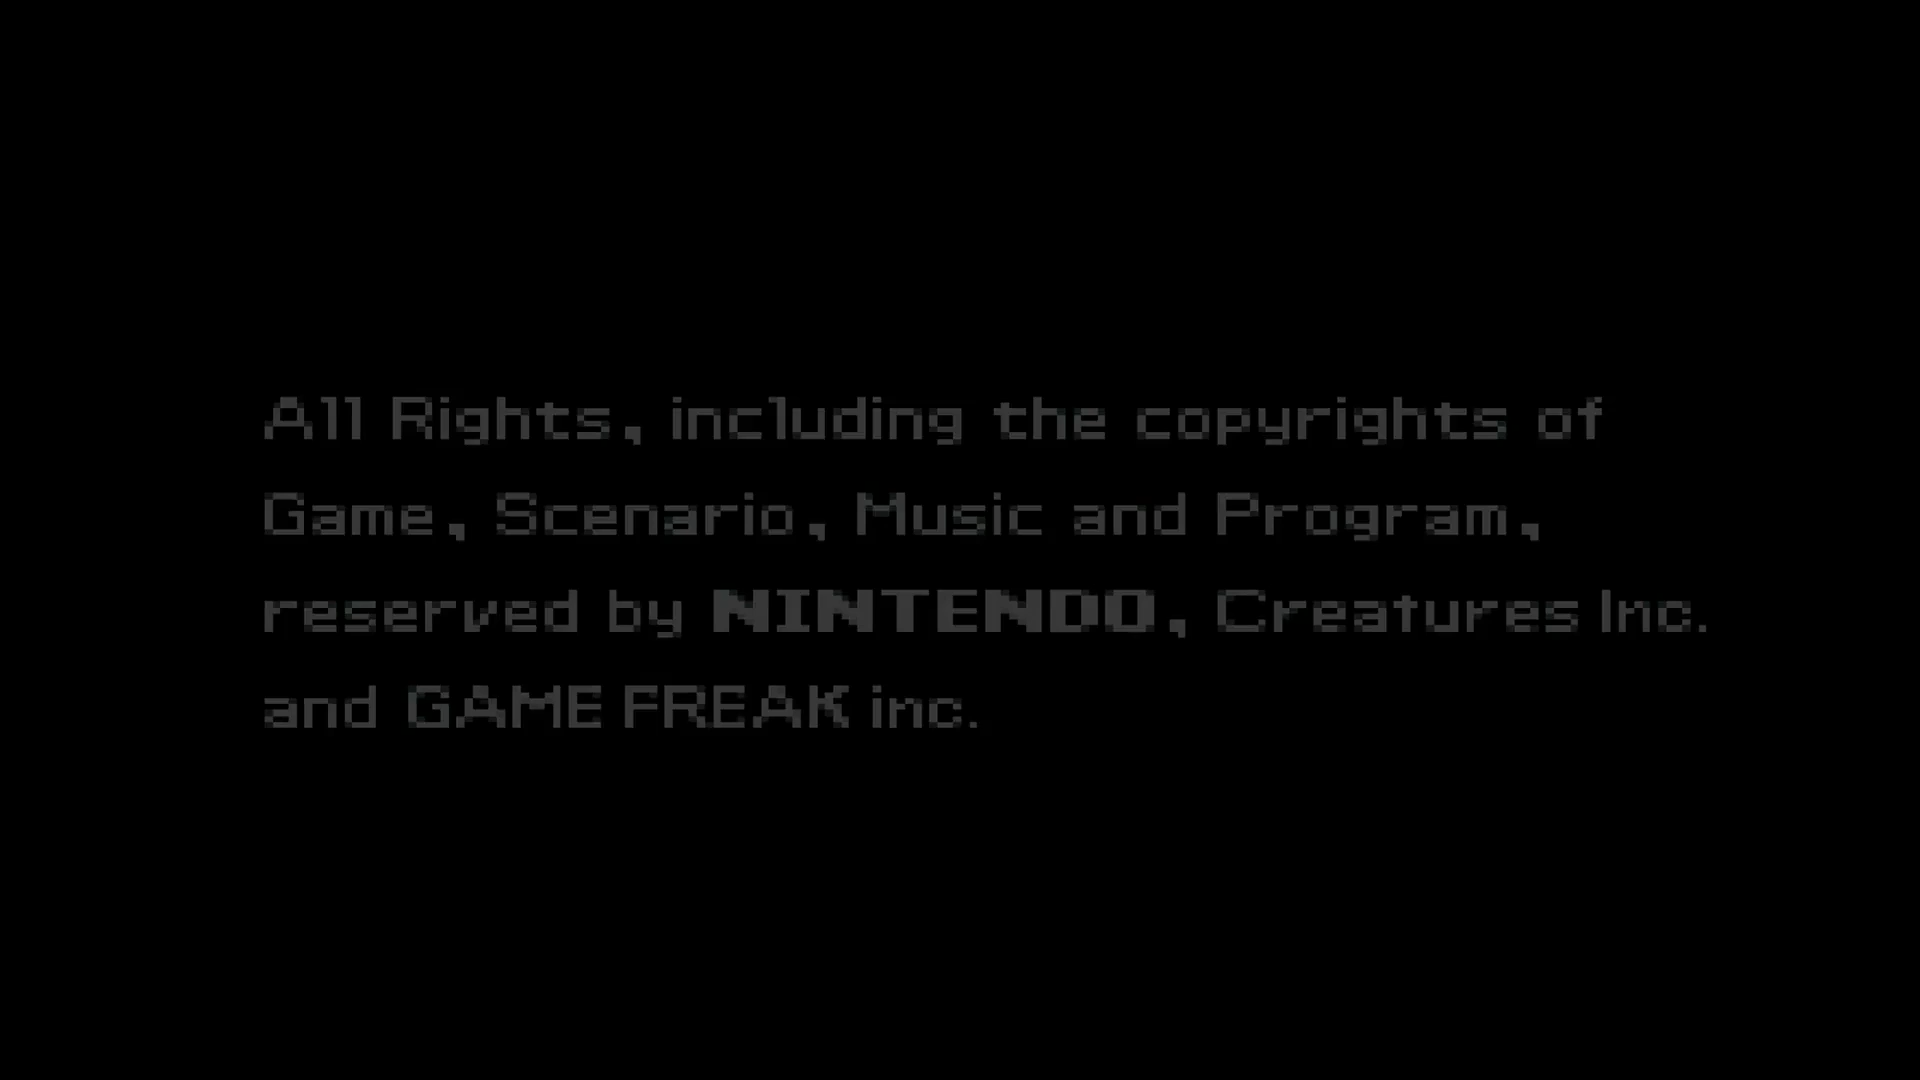 All Rights, including the copyrights of
Game, Scenario, Music and Program,
reserved by NINTENDO, Creatures Inc.
and GAME FREAK inc.